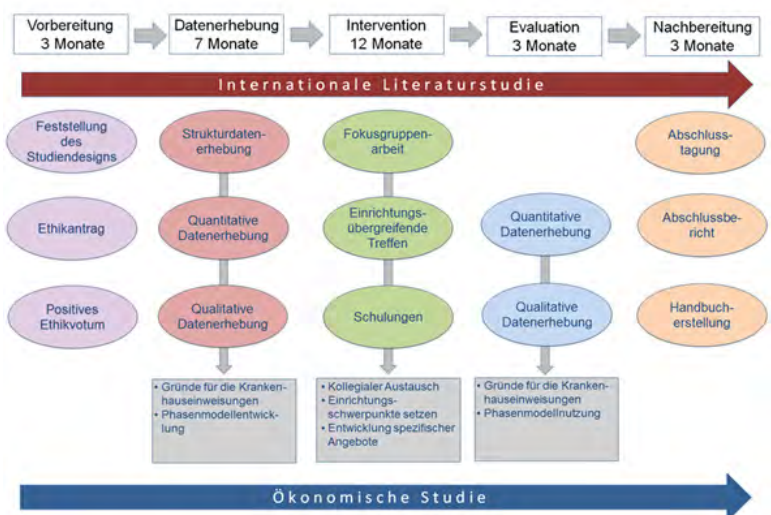 Vorbereitung
3 Monate
Datenerhebung
7 Monate
Intervention
12 Monate
Evaluation
3 Monate
Nachbereitung
3 Monate
Internationale Literaturstudie
Feststellung
des
Studiendesigns
Strukturdaten-
erhebung
Fokusgruppen-
arbeit
Abschluss-
tagung
Ethikantrag
Quantitative
Datenerhebung
Einrichtungs-
übergreifende
Treffen
Quantitative
Datenerhebung
Abschlussbe-
richt
Positives
Ethikvotum
Qualitative
Datenerhebung
Schulungen
Qualitative
Datenerhebung
Handbuch-
erstellung
• Gründe für die Kranken-
hauseinweisungen
• Phasenmodellentwick-
lung
• Kollegialer Austausch
• Einrichtungs-
schwerpunkte setzen
• Entwicklung spezifischer
Angebote
• Gründe für die Kranken-
hauseinweisungen
• Phasenmodellnutzung
Ökonomische Studie